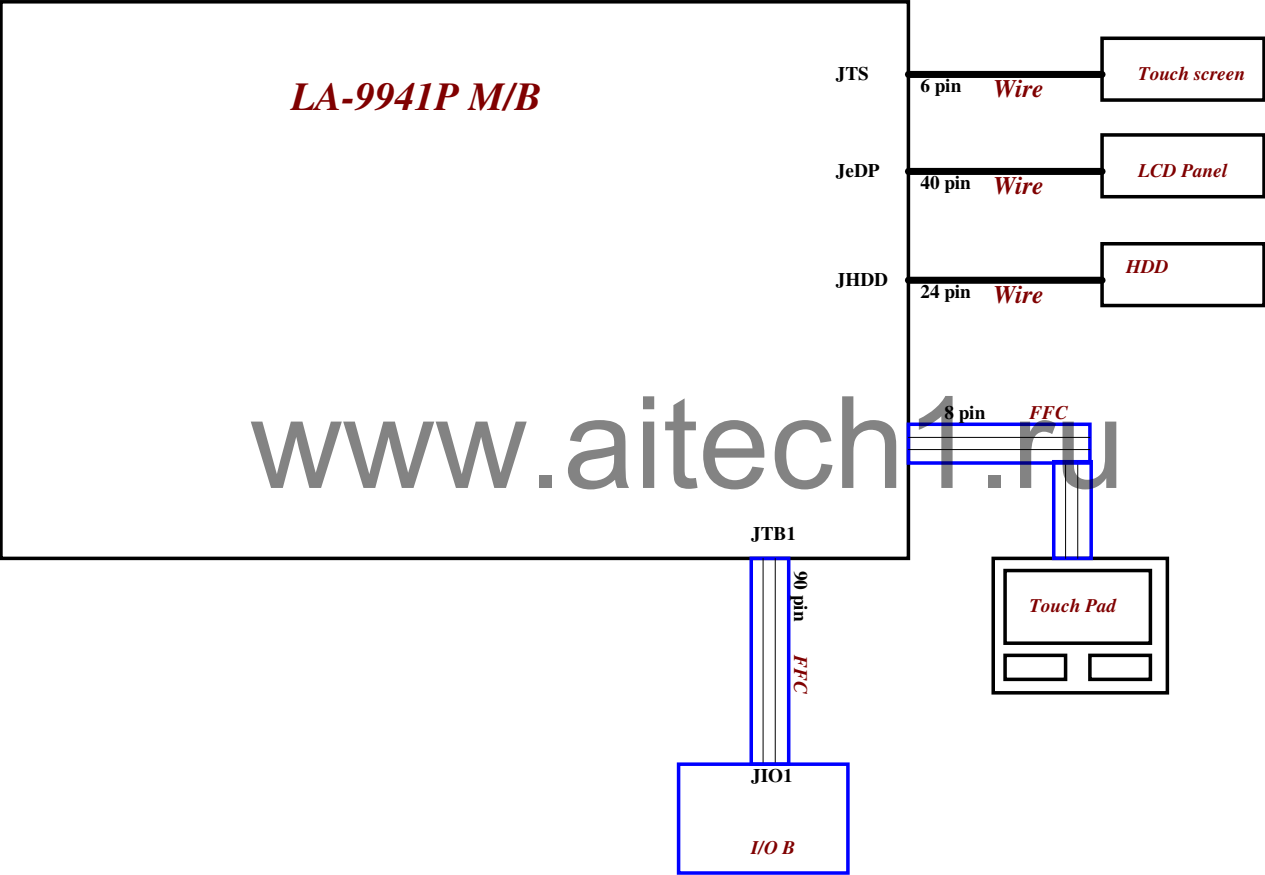 LA-9941P M/B
JTS
6 pin
Wire
Touch screen
JeDP
40 pin
Wire
LCD Panel
JHDD
24 pin
Wire
HDD
8 pin
FFC
www.aitech1.ru
JTB1
90 pin
FFC
Touch Pad
JIO1
I/O B